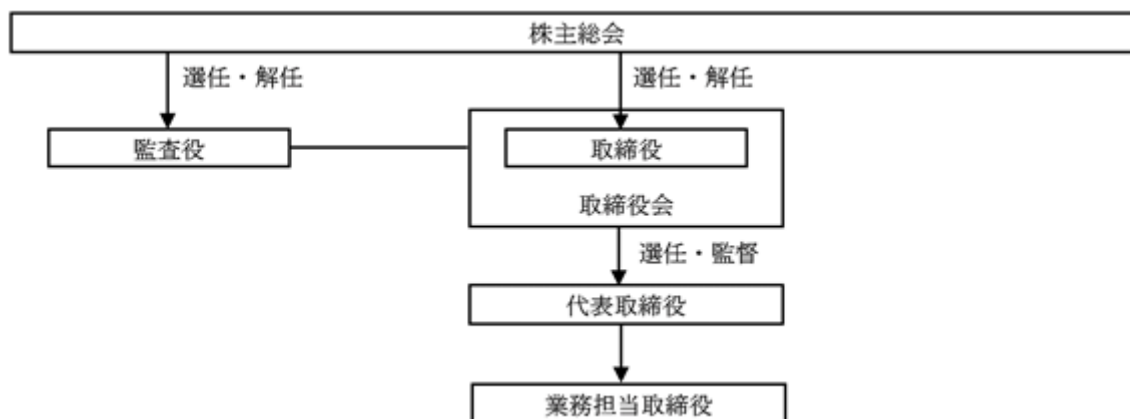 株主総会
選任・解任
選任・解任
監査役
取締役
取締役会
選任・監督
代表取締役
業務担当取締役